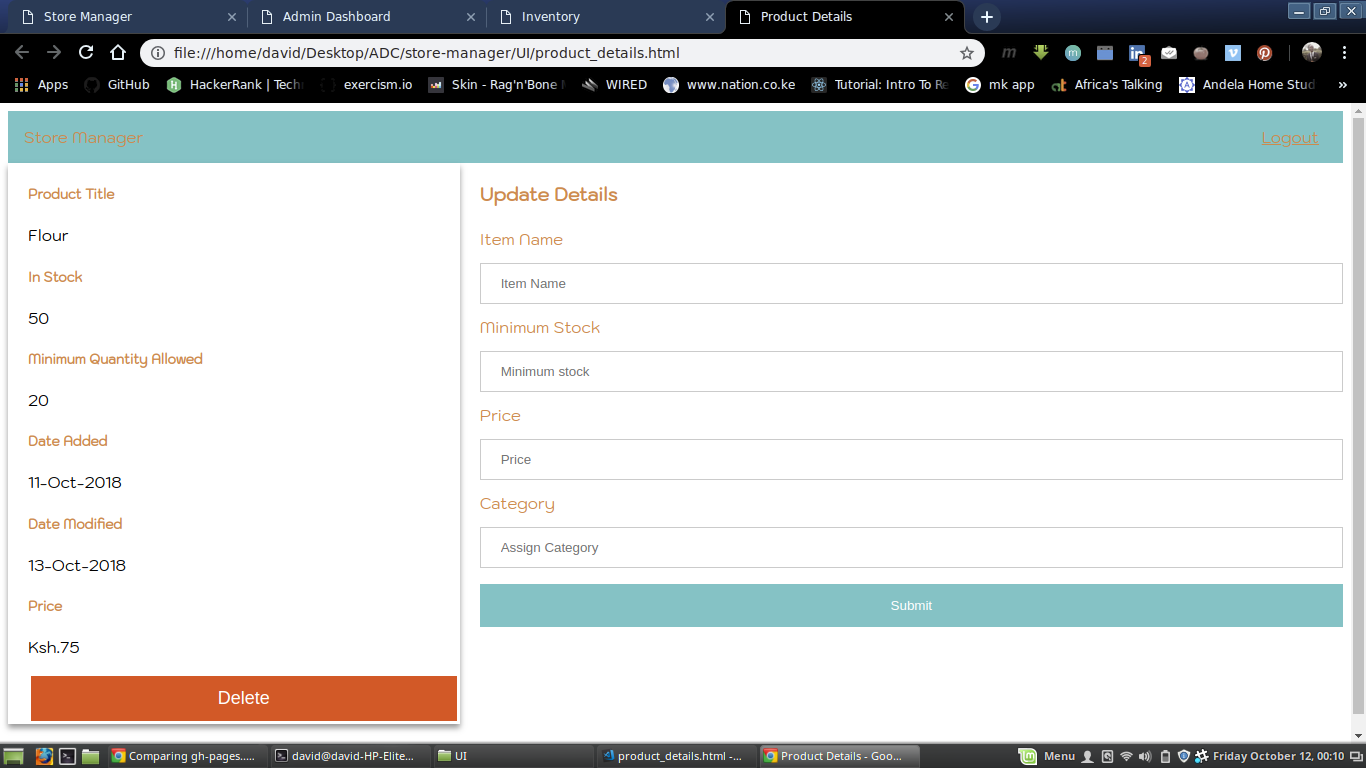 Store Manager Admin Dashboard Inventory Product Details
file:///home/david/Desktop/ADC/store-manager/UI/product_details.html m m 2
Apps GitHub HackerRank | Tech exercism.io Skin - Rag'n'Bone WIRED www.nation.co.ke Tutorial: Intro To Re mk app at Africa's Talking Andela Home Stud »
Store Manager Logout
Product Title
Flour
In Stock
50
Minimum Quantity Allowed
20
Date Added
11-Oct-2018
Date Modified
13-Oct-2018
Price
Ksh.75
Delete
Update Details
Item Name
Item Name
Minimum Stock
Minimum stock
Price
Price
Category
Assign Category
Submit
Comparing gh-pages..... david@david-HP-Elite... UI product_details.html -... Product Details - Goo... Menu Friday October 12, 00:10